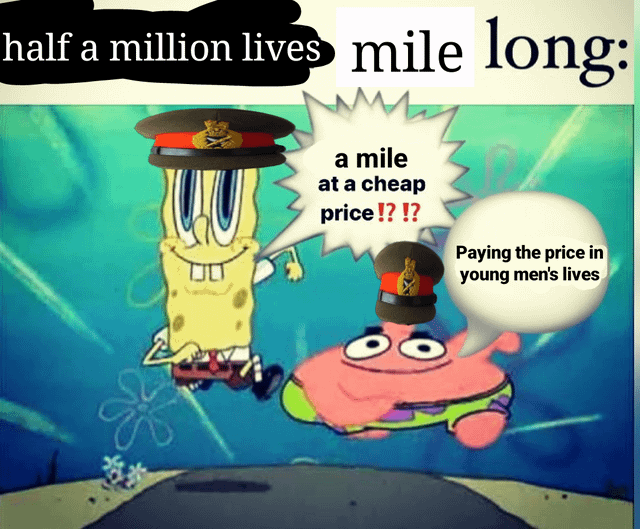 half a million lives mile long:
a mile
at a cheap
price⁉️⁉️
Paying the price in
young men's lives